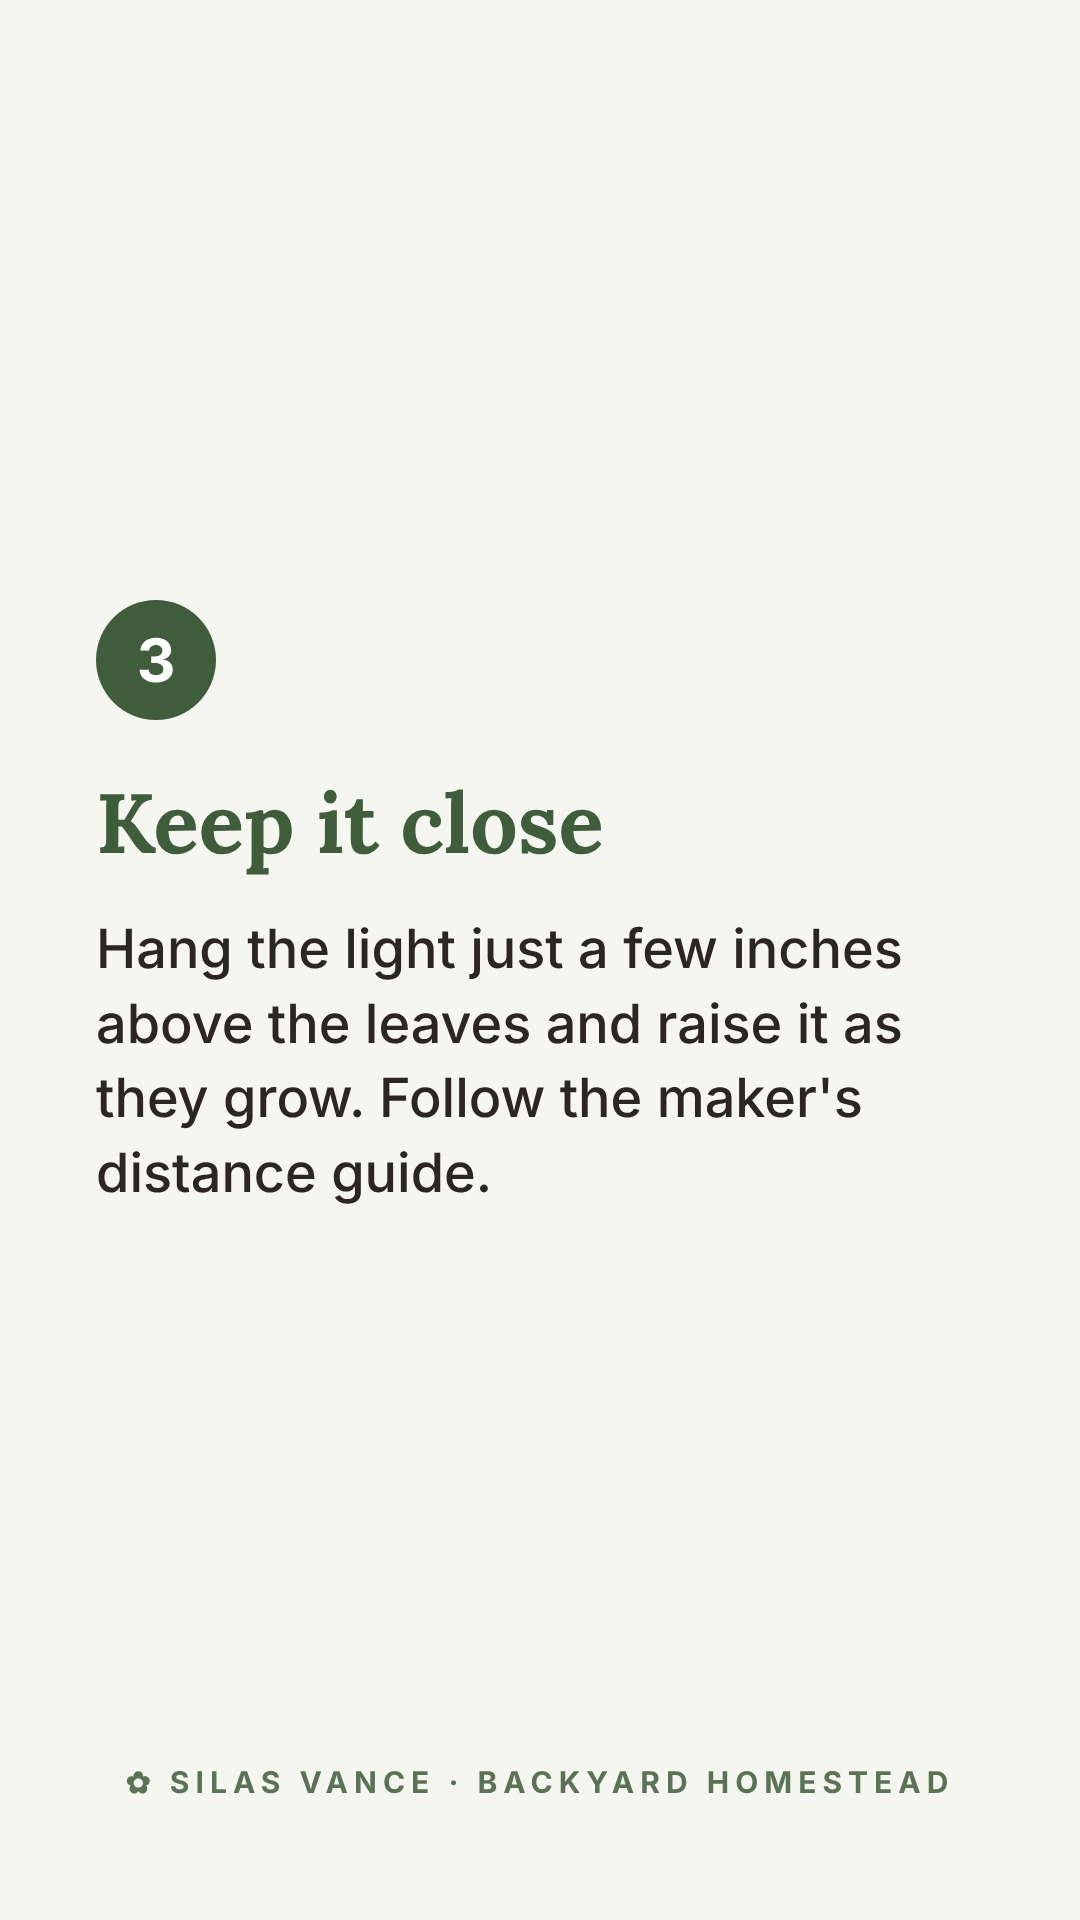 3
Keep it close
Hang the light just a few inches
above the leaves and raise it as
they grow. Follow the maker's
distance guide.
✿ SILAS VANCE · BACKYARD HOMESTEAD